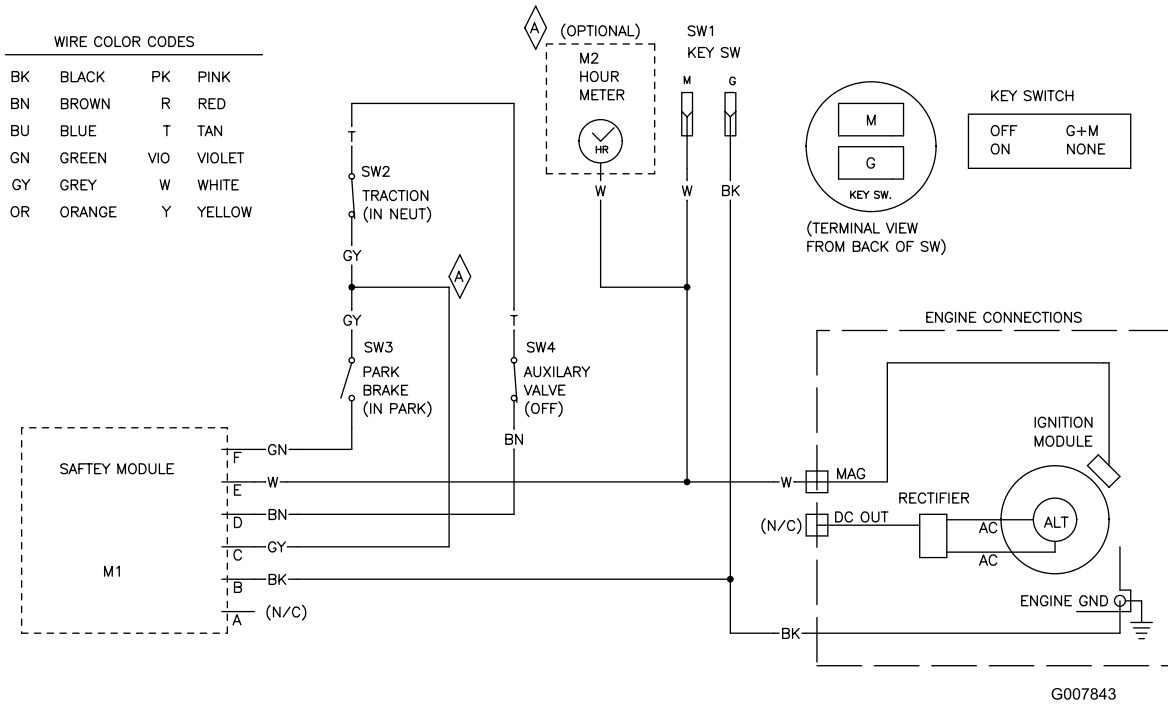 WIRE COLOR CODES
BK BLACK PK PINK
BN BROWN R RED
BU BLUE T TAN
GN GREEN VIO VIOLET
GY GREY W WHITE
OR ORANGE Y YELLOW
A
(OPTIONAL)
M2
HOUR
METER
HR
W
SW1
KEY SW
M G
W BK
M
G
KEY SW.
(TERMINAL VIEW
FROM BACK OF SW)
KEY SWITCH
OFF G+M
ON NONE
T
SW2
TRACTION
(IN NEUT)
GY
A
GY
SW3
PARK
BRAKE
(IN PARK)
T
SW4
AUXILARY
VALVE
(OFF)
BN
SAFTEY MODULE
M1
F GN
E W
D BN
C GY
B BK
A (N/C)
ENGINE CONNECTIONS
IGNITION
MODULE
W MAG
RECTIFIER
(N/C) DC OUT
AC
ALT
AC
ENGINE GND
BK
G007843